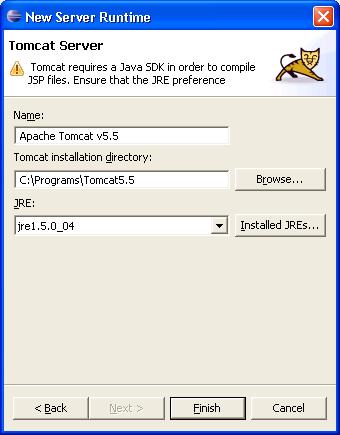 New Server Runtime
Tomcat Server
Tomcat requires a Java SDK in order to compile
JSP files. Ensure that the JRE preference
Name:
Apache Tomcat v5.5
Tomcat installation directory:
C:\Programs\Tomcat5.5
Browse...
JRE:
jre1.5.0_04
Installed JREs...
< Back
Next >
Finish
Cancel